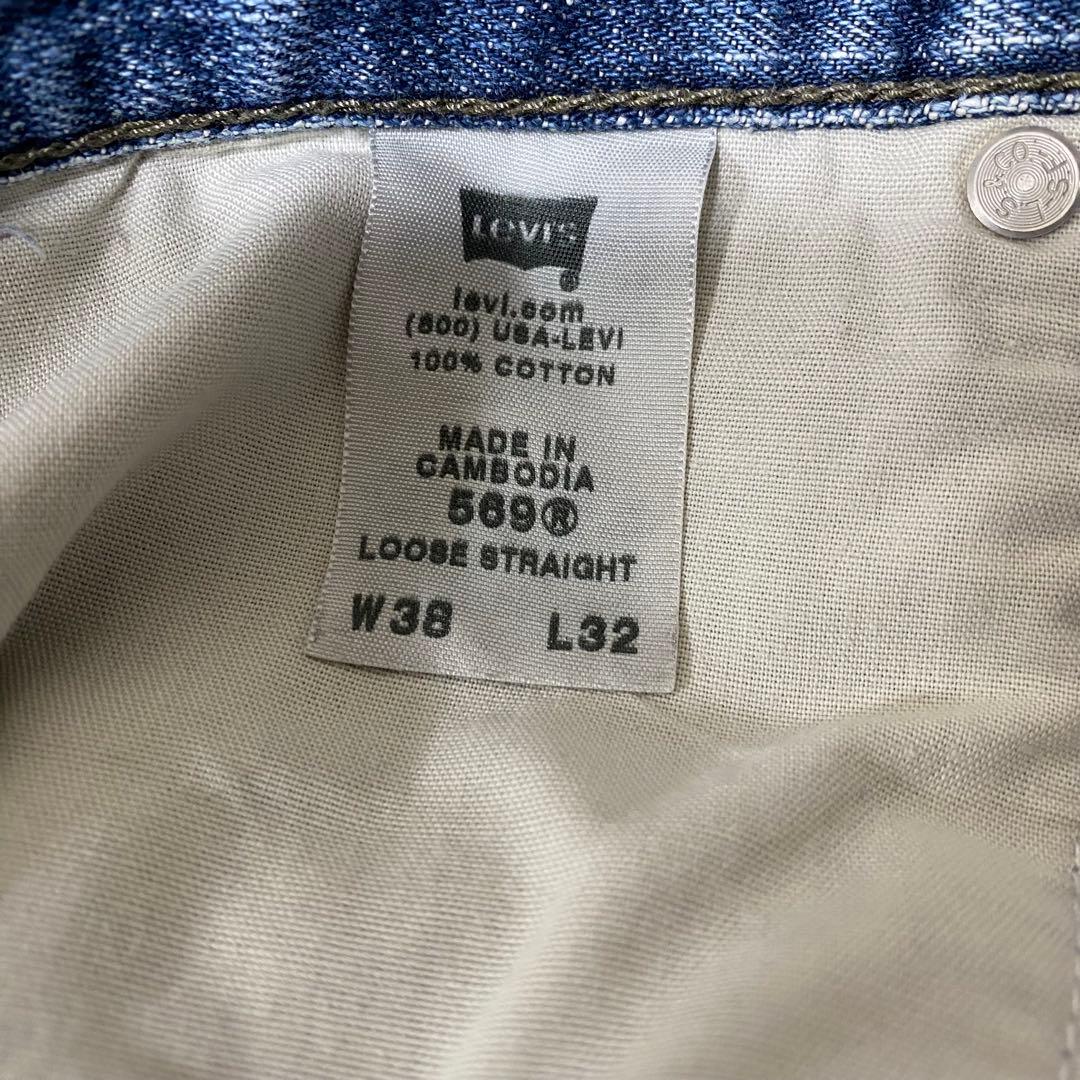 LEVI'S
levi.com
(800) USA-LEVI
100% COTTON
MADE IN
CAMBODIA
569®
LOOSE STRAIGHT
W38 L32